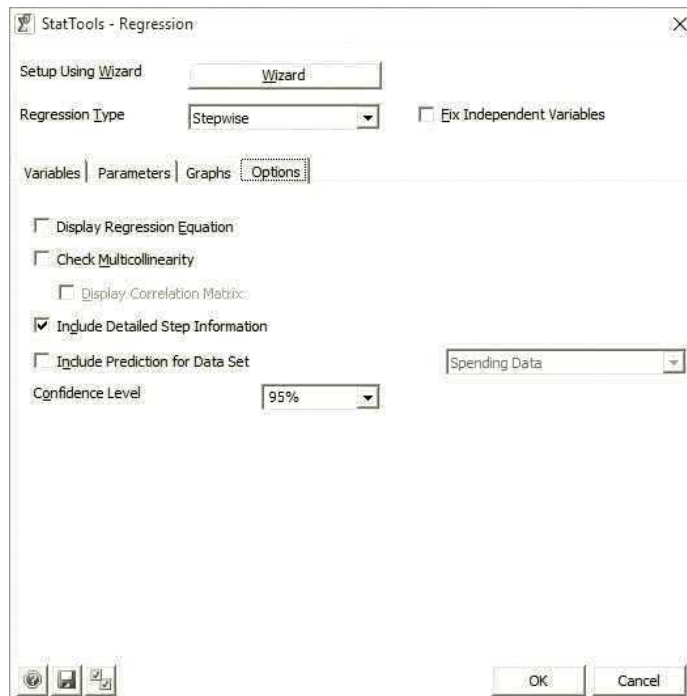 StatTools - Regression
Setup Using Wizard
Wizard
Regression Type
Stepwise
Fix Independent Variables
Variables
Parameters
Graphs
Options
Display Regression Equation
Check Multicollinearity
Display Correlation Matrix
Include Detailed Step Information
Include Prediction for Data Set
Spending Data
Confidence Level
95%
OK
Cancel